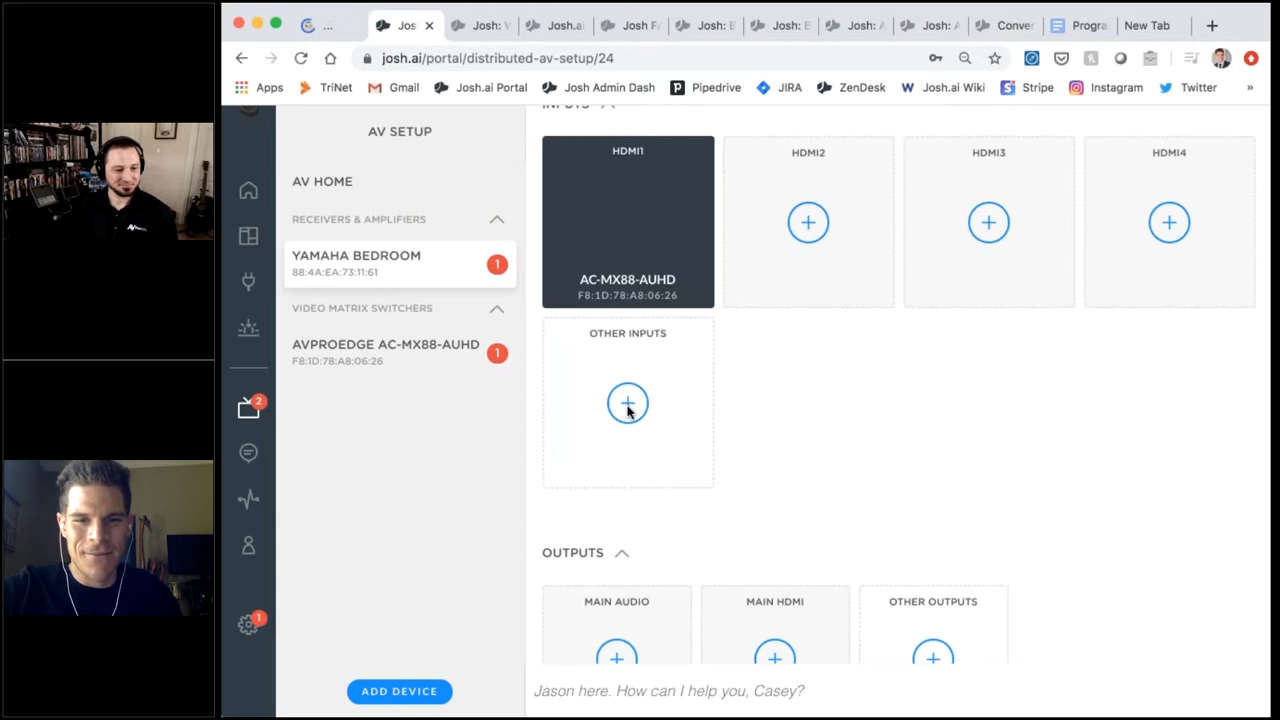 ...
Jos
Josh: V
Josh.ai
Josh FA
Josh: E
Josh: E
Josh: A
Josh: A
Conver
Progra
New Tab
josh.ai/portal/distributed-av-setup/24
Apps
TriNet
Gmail
Josh.ai Portal
Josh Admin Dash
Pipedrive
JIRA
ZenDesk
Josh.ai Wiki
Stripe
Instagram
Twitter
»
AV SETUP
AV HOME
RECEIVERS & AMPLIFIERS
YAMAHA BEDROOM
88:4A:EA:73:11:61
1
VIDEO MATRIX SWITCHERS
AVPROEDGE AC-MX88-AUHD
F8:1D:78:A8:06:26
1
2
1
ADD DEVICE
INPUTS
HDMI1
AC-MX88-AUHD
F8:1D:78:A8:06:26
HDMI2
HDMI3
HDMI4
OTHER INPUTS
OUTPUTS
MAIN AUDIO
MAIN HDMI
OTHER OUTPUTS
Jason here. How can I help you, Casey?